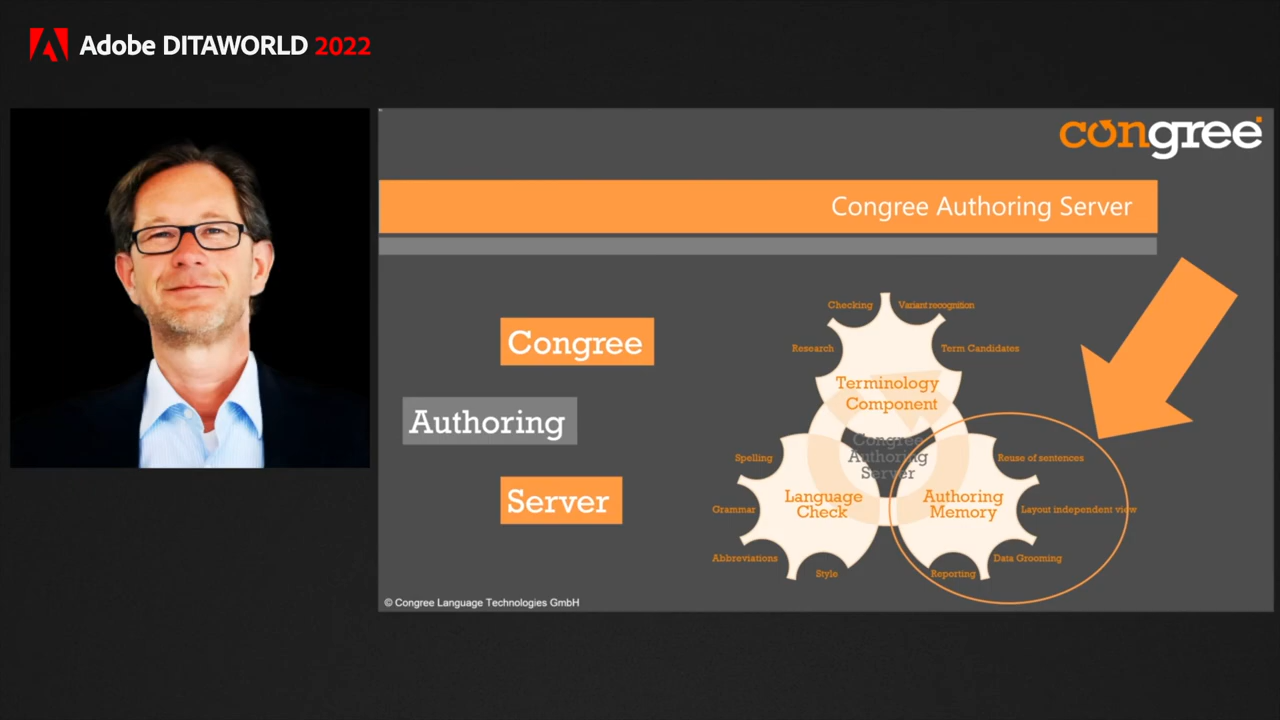 Adobe DITAWORLD 2022
congree
Congree Authoring Server
Congree
Authoring
Server
Checking
Variant recognition
Research
Term Candidates
Terminology
Component
Congree
Authoring
Server
Spelling
Grammar
Abbreviations
Style
Language
Check
Authoring
Memory
Reuse of sentences
Layout independent view
Data Grooming
Reporting
© Congree Language Technologies GmbH